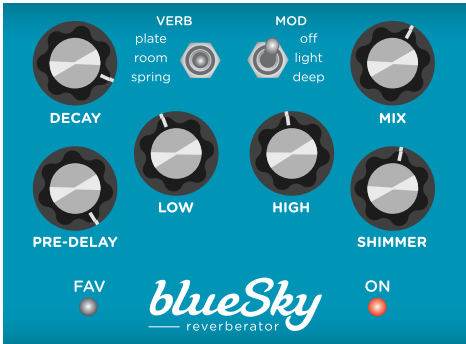 VERB
plate
room
spring
MOD
off
light
deep
DECAY
MIX
LOW
HIGH
PRE-DELAY
SHIMMER
FAV
ON
blueSky
reverberator